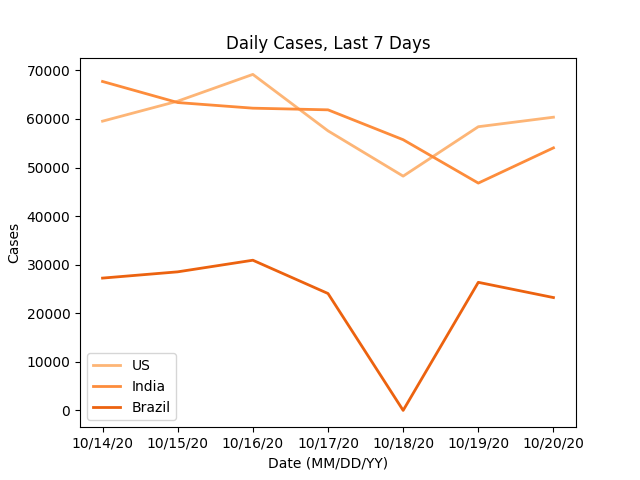 Daily Cases, Last 7 Days
70000
60000
50000
40000
30000
20000
10000
0
Cases
US
India
Brazil
10/14/20 10/15/20 10/16/20 10/17/20 10/18/20 10/19/20 10/20/20
Date (MM/DD/YY)